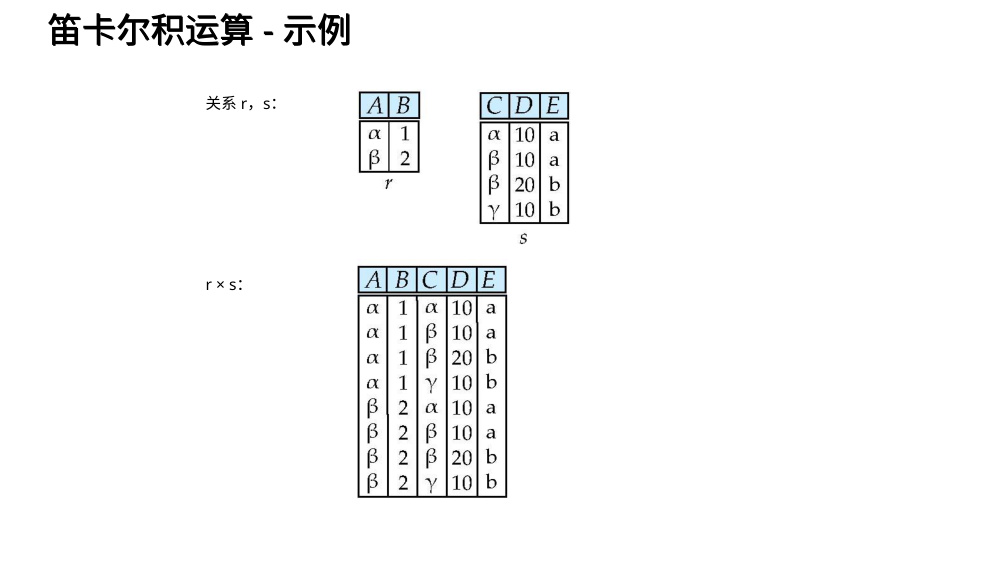 笛卡尔积运算 - 示例
关系 r，s：
A B
α 1
β 2
r
C D E
α 10 a
β 10 a
β 20 b
γ 10 b
s
r × s：
A B C D E
α 1 α 10 a
α 1 β 10 a
α 1 β 20 b
α 1 γ 10 b
β 2 α 10 a
β 2 β 10 a
β 2 β 20 b
β 2 γ 10 b